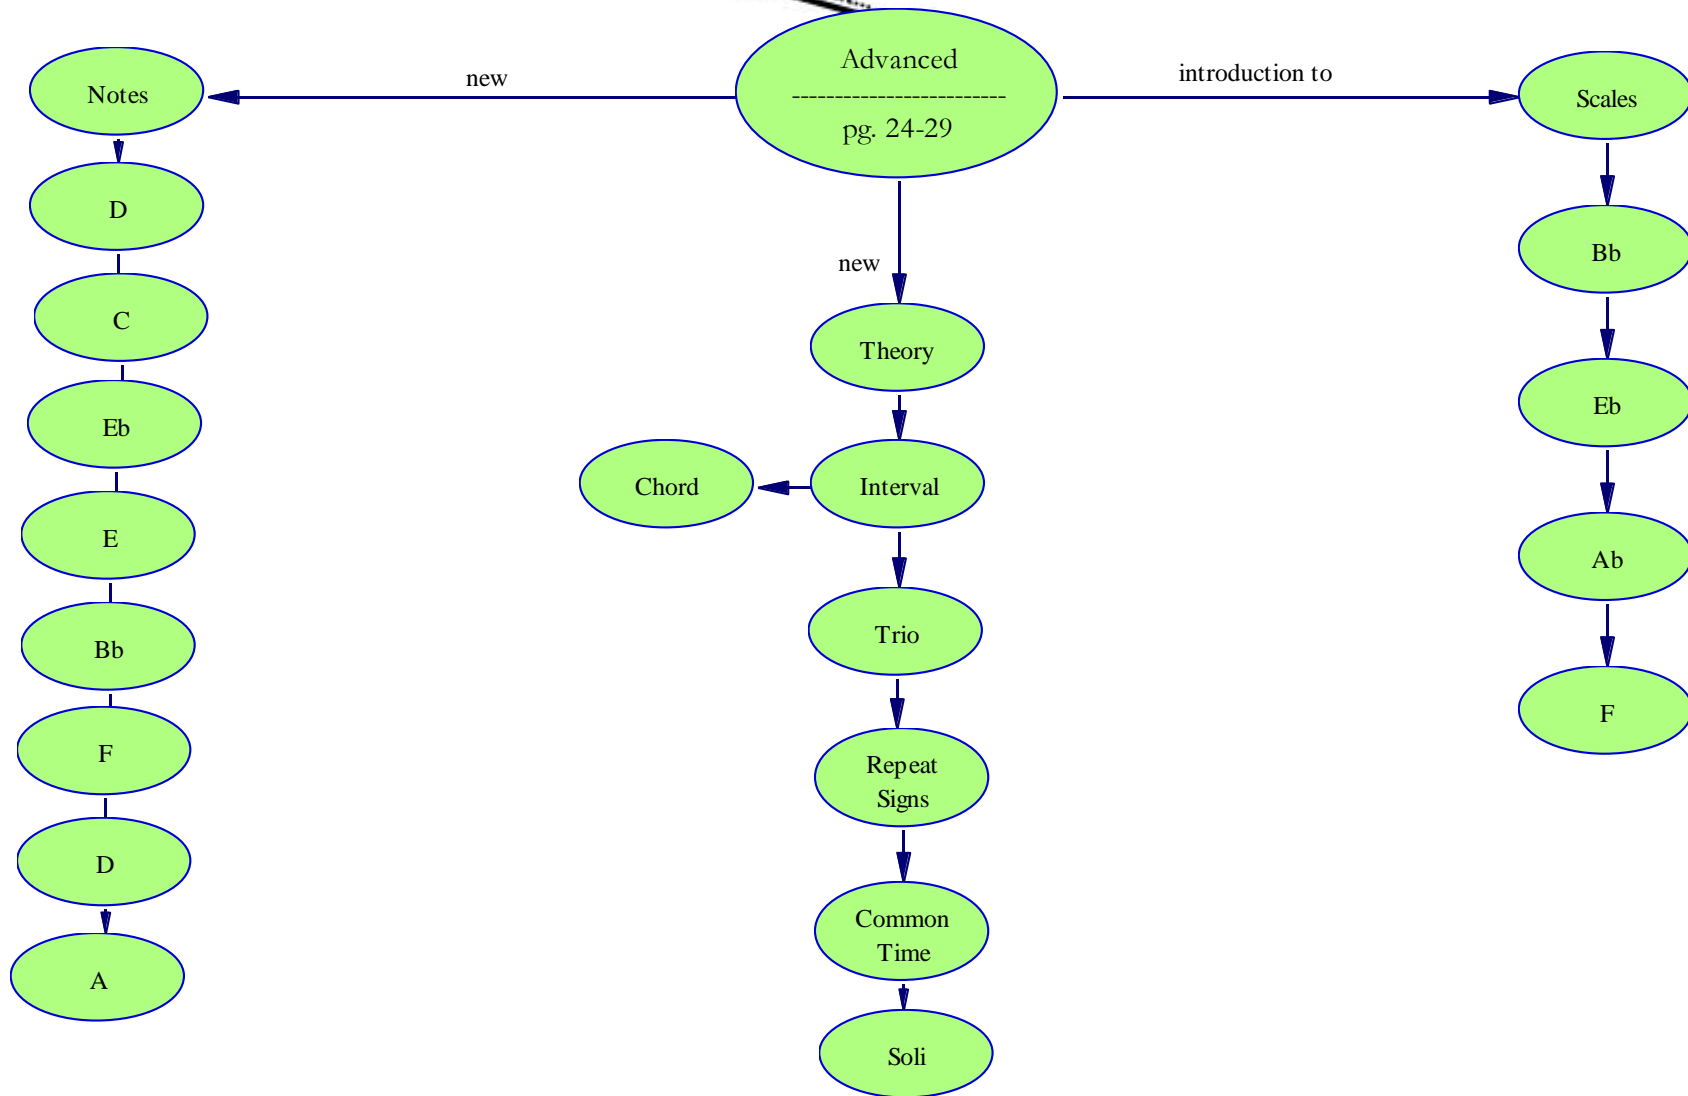 Advanced
-------------------------
pg. 24-29
new
introduction to
new
Notes
D
C
Eb
E
Bb
F
D
A
Theory
Interval
Chord
Trio
Repeat
Signs
Common
Time
Soli
Scales
Bb
Eb
Ab
F